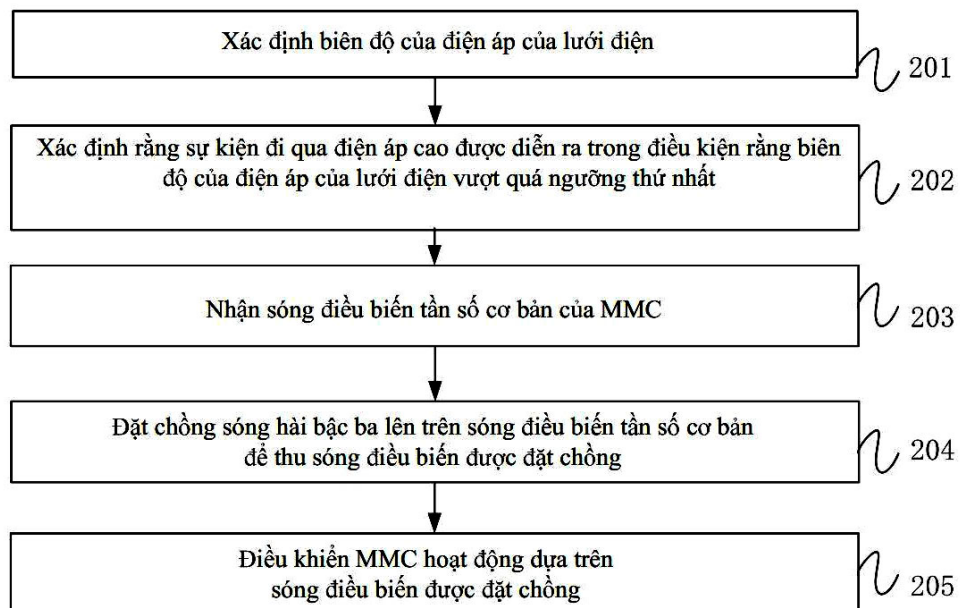 Xác định biên độ của điện áp của lưới điện
201
Xác định rằng sự kiện đi qua điện áp cao được diễn ra trong điều kiện rằng biên
độ của điện áp của lưới điện vượt quá ngưỡng thứ nhất
202
Nhận sóng điều biến tần số cơ bản của MMC
203
Đặt chồng sóng hài bậc ba lên trên sóng điều biến tần số cơ bản
để thu sóng điều biến được đặt chồng
204
Điều khiển MMC hoạt động dựa trên
sóng điều biến được đặt chồng
205